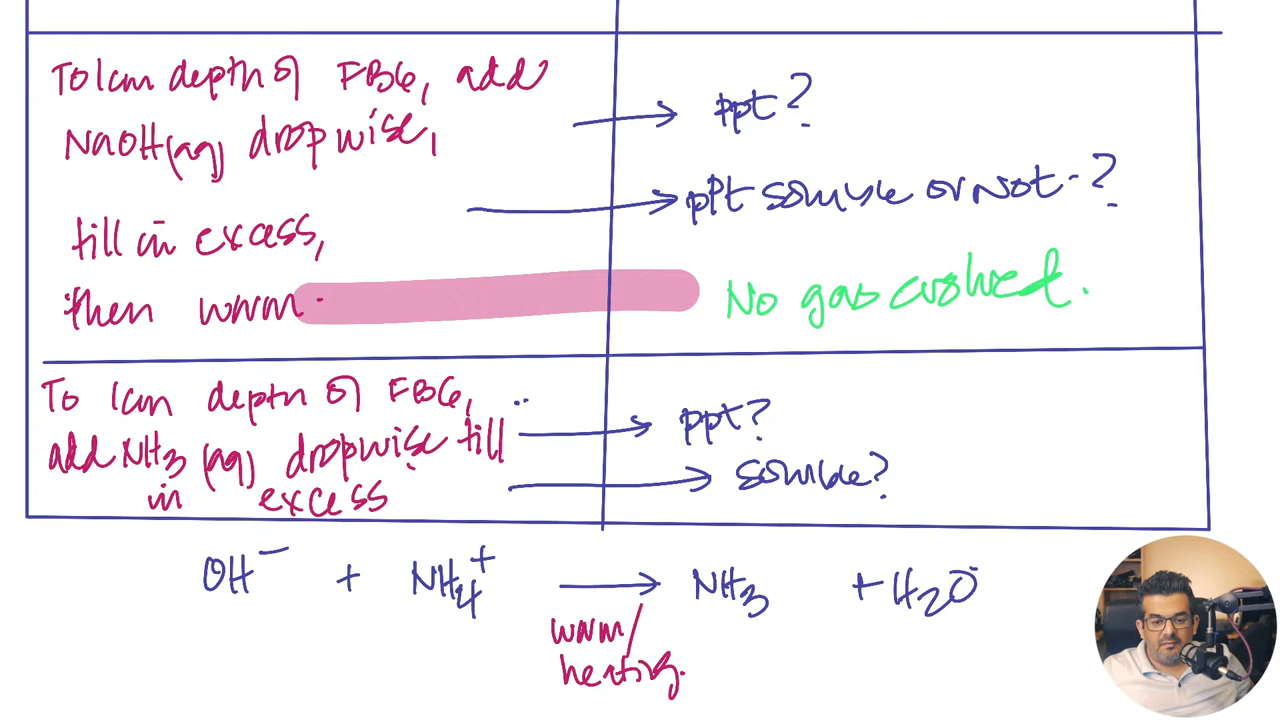 To 1cm depth of FB6, add
NaOH(aq) dropwise,
→ ppt?
till in excess,
→ ppt soluble or Not - ?
then warm.
No gas evolved.
To 1cm depth of FB6,
add NH3 (aq) dropwise till
in excess
→ ppt?
→ soluble?
OH⁻ + NH4⁺ → NH3 + H2O
warm/
heating.